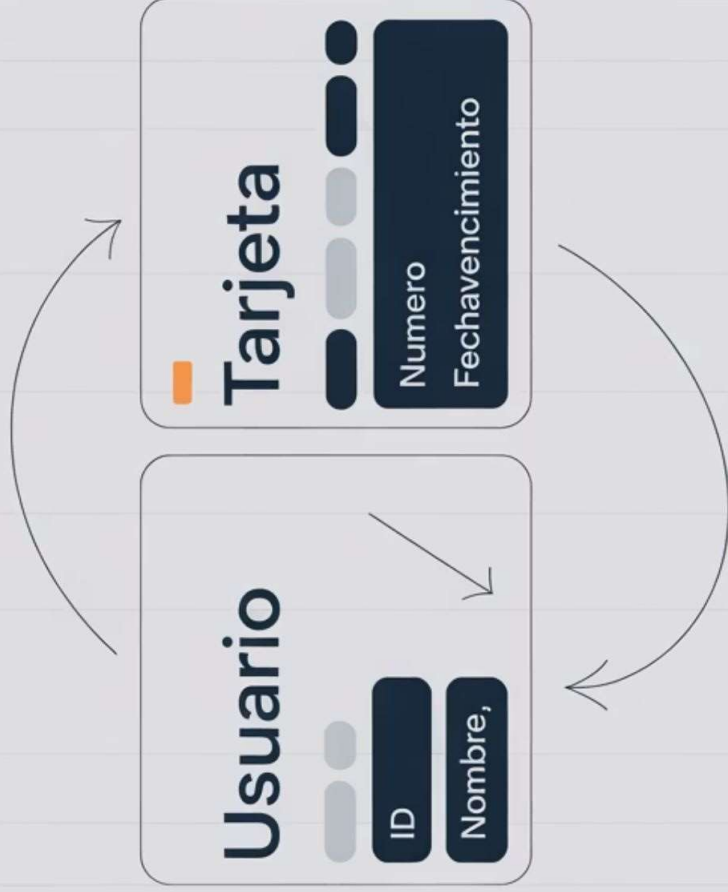 Usuario
ID
Nombre,
Tarjeta
Numero
Fechavencimiento